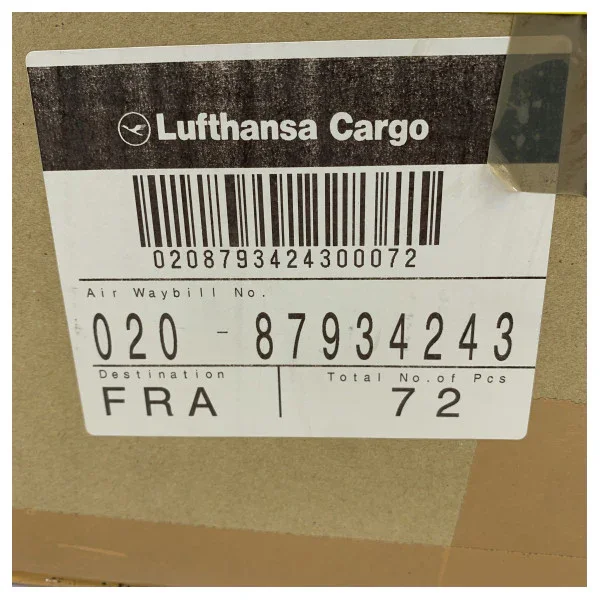 Lufthansa Cargo
0208793424300072
Air Waybill No.
020 - 87934243
Destination
FRA
Total No. of Pcs
72